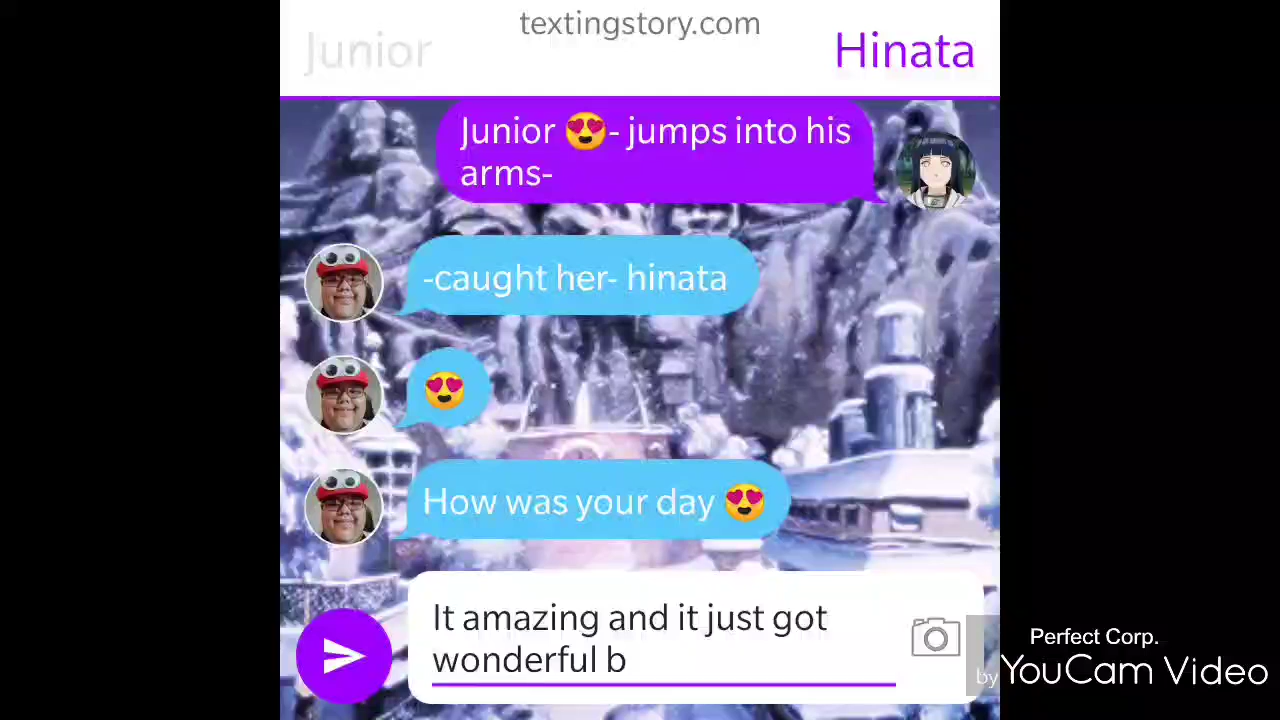 textingstory.com
Junior
Hinata
Junior 😍- jumps into his
arms-
-caught her- hinata
😍
How was your day 😍
It amazing and it just got
wonderful b
Perfect Corp.
by YouCam Video